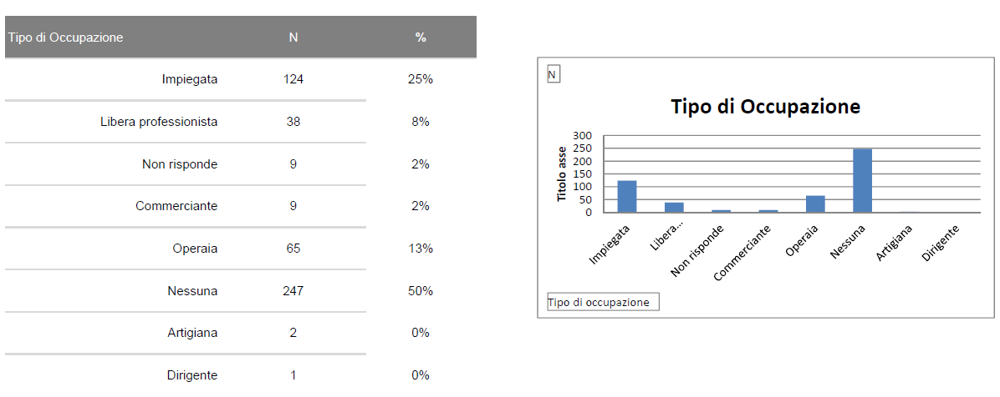 Tipo di Occupazione N %
Impiegata 124 25%
Libera professionista 38 8%
Non risponde 9 2%
Commerciante 9 2%
Operaia 65 13%
Nessuna 247 50%
Artigiana 2 0%
Dirigente 1 0%
N
Tipo di Occupazione
Titolo asse
300
250
200
150
100
50
0
Impiegata
Libera...
Non risponde
Commerciante
Operaia
Nessuna
Artigiana
Dirigente
Tipo di occupazione